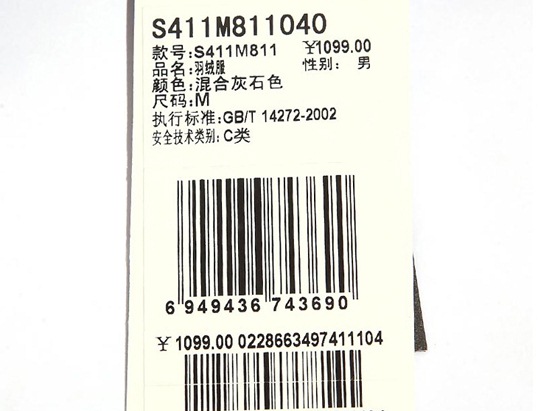 S411M811040
款号:S411M811 ¥1099.00
品名:羽绒服 性别: 男
颜色:混合灰石色
尺码:M
执行标准:GB/T 14272-2002
安全技术类别:C类
6 949436 743690
¥ 1099.00 0228663497411104